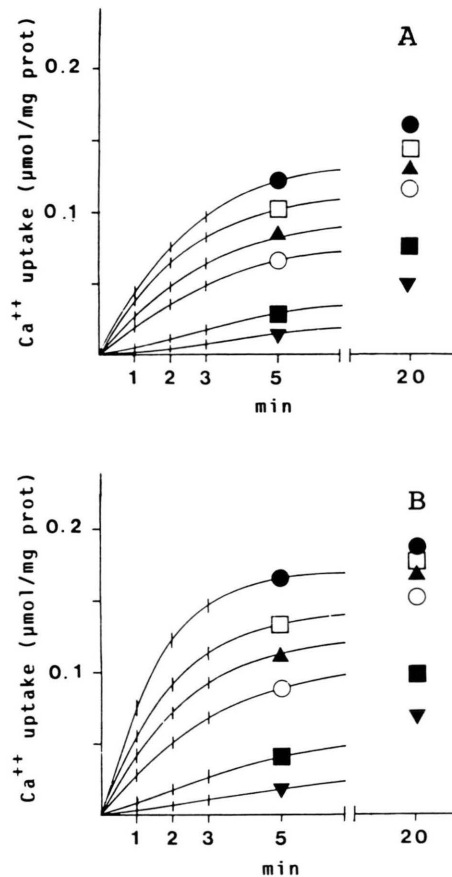 A
0.2
0.1
Ca++ uptake (μmol/mg prot)
1 2 3 5 20
min
B
0.2
0.1
Ca++ uptake (μmol/mg prot)
1 2 3 5 20
min